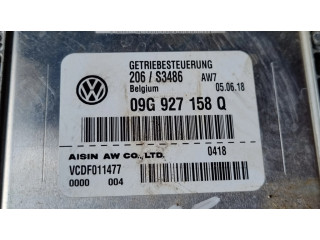 GETRIEBESTEUERUNG
206 / S3486 AW7
Belgium 05.06.18
09G 927 158 Q
AISIN AW CO., LTD. 0418
VCDF011477
0000 004